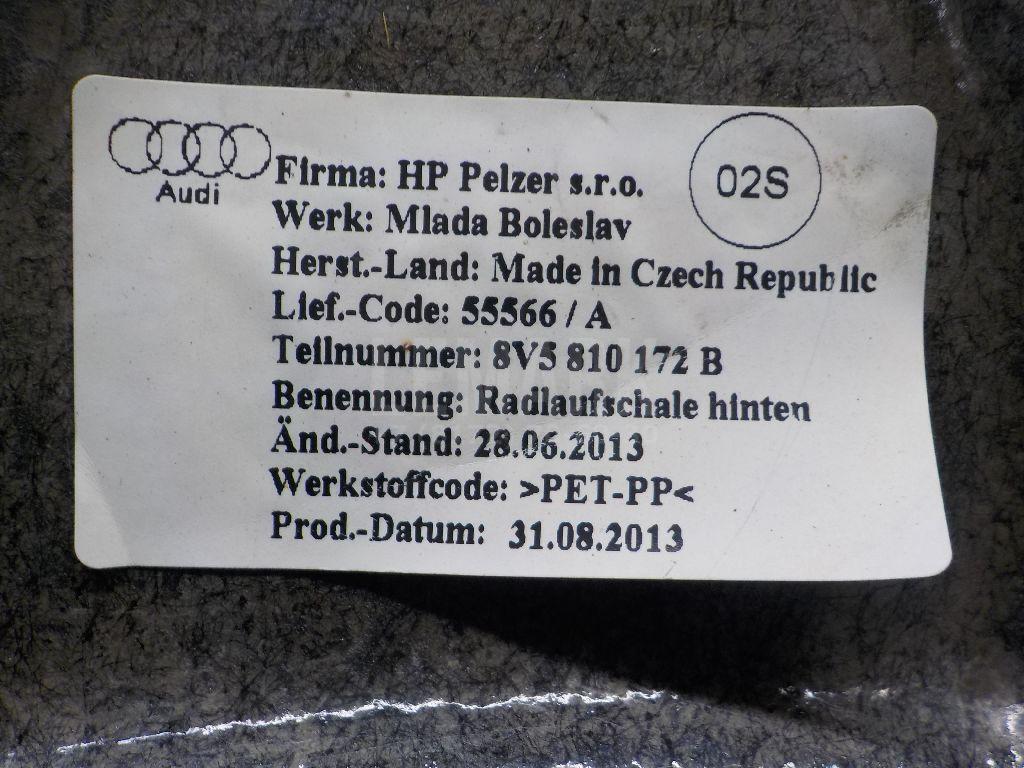 Audi
02S
Firma: HP Pelzer s.r.o.
Werk: Mlada Boleslav
Herst.-Land: Made in Czech Republic
Lief.-Code: 55566 / A
Teilnummer: 8V5 810 172 B
Benennung: Radlaufschale hinten
Änd.-Stand: 28.06.2013
Werkstoffcode: >PET-PP<
Prod.-Datum: 31.08.2013